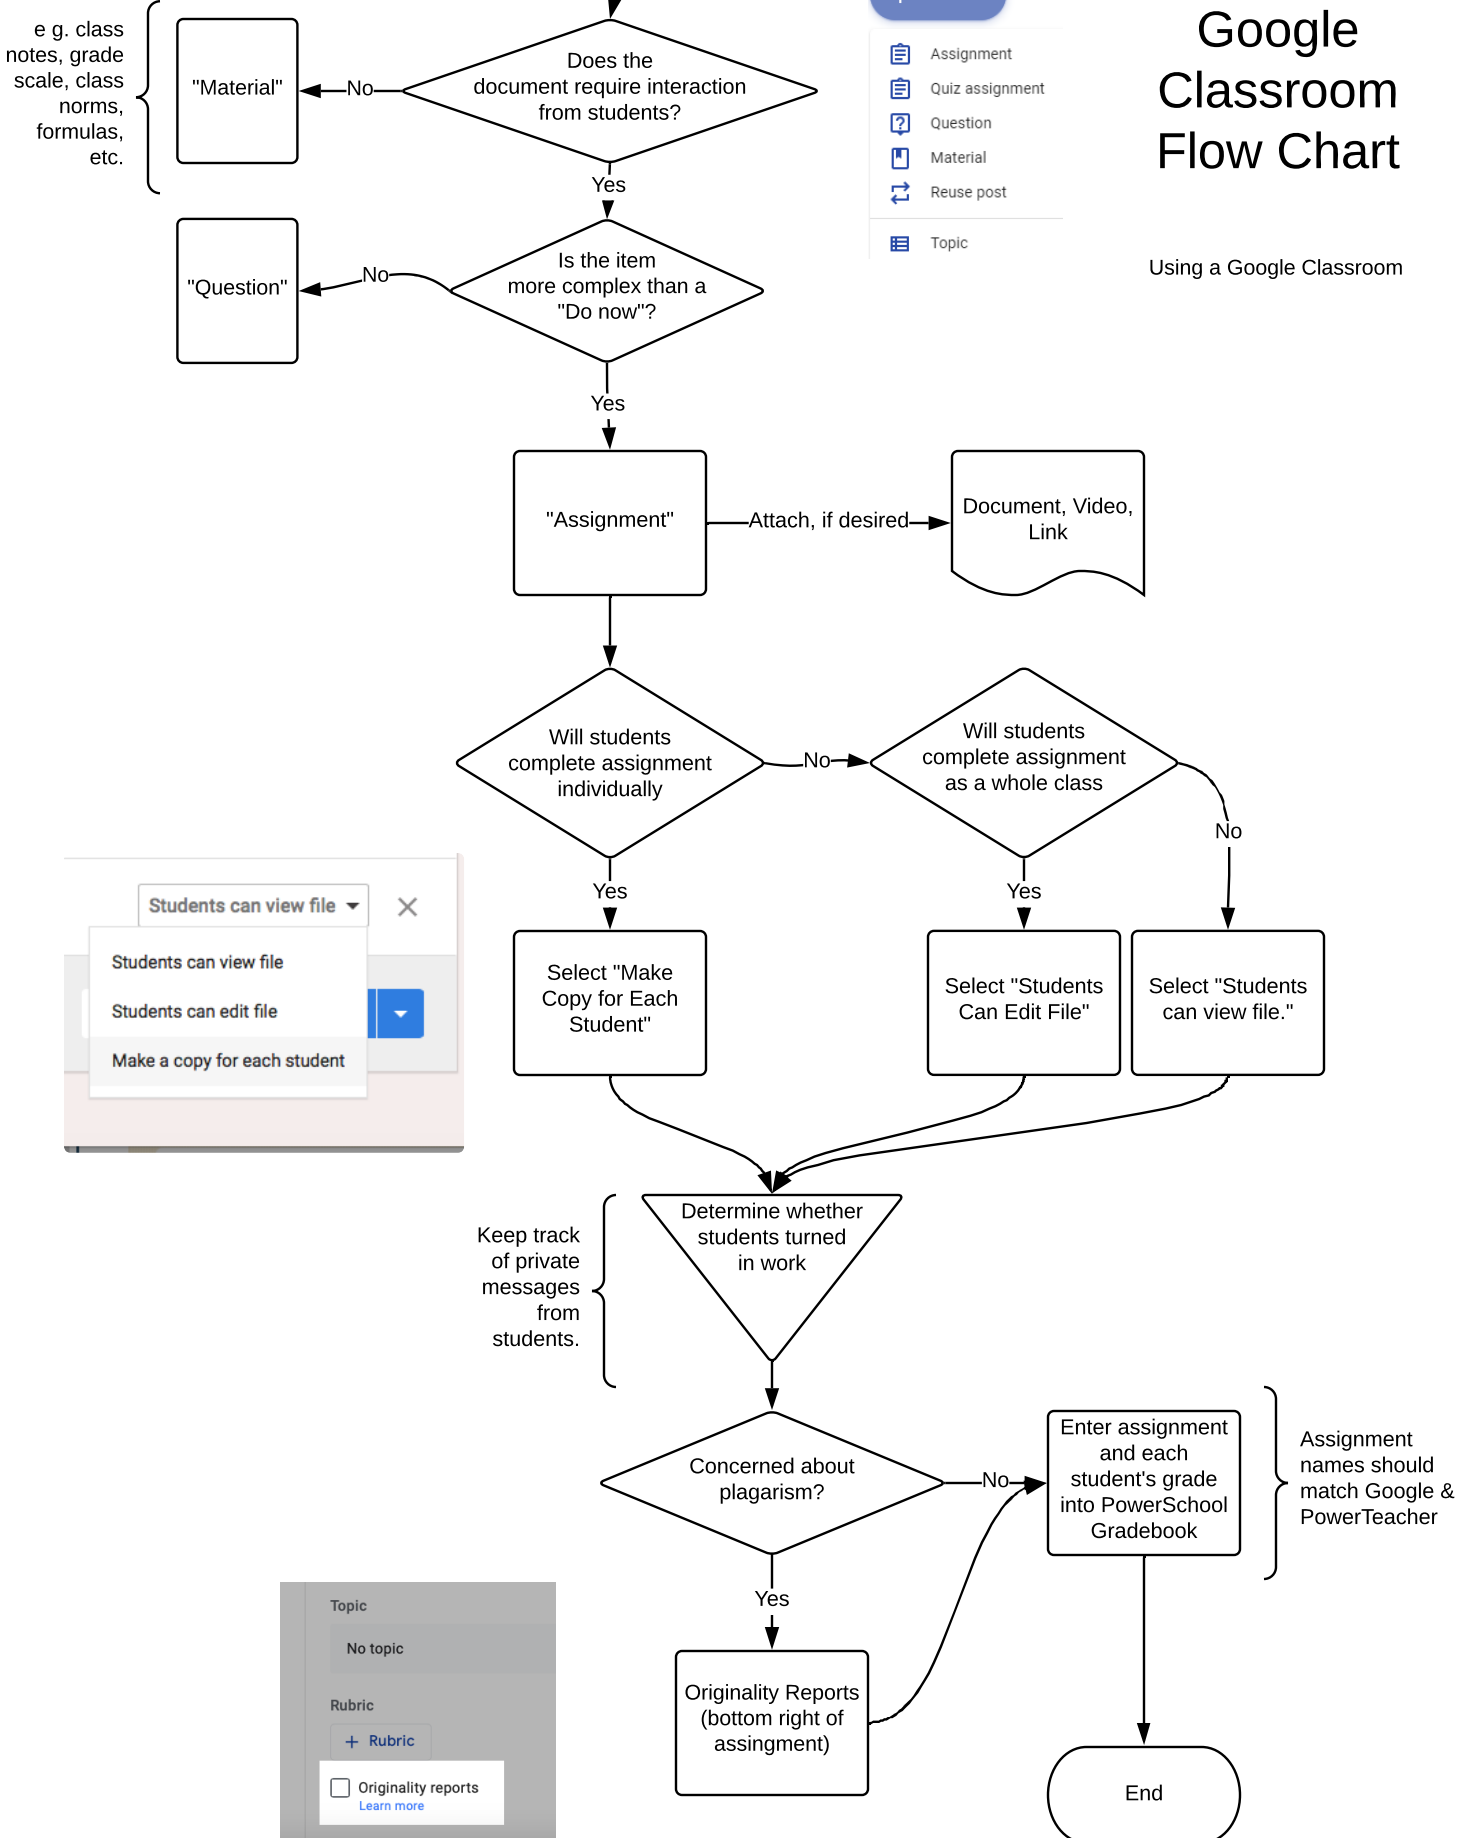 Google
Classroom
Flow Chart
Using a Google Classroom
e g. class
notes, grade
scale, class
norms,
formulas,
etc.
"Material"
No
Does the
document require interaction
from students?
Assignment
Quiz assignment
Question
Material
Reuse post
Topic
Yes
"Question"
No
Is the item
more complex than a
"Do now"?
Yes
"Assignment"
Attach, if desired
Document, Video,
Link
Will students
complete assignment
individually
No
Will students
complete assignment
as a whole class
No
Yes
Yes
Students can view file
Students can view file
Students can edit file
Make a copy for each student
Select "Make
Copy for Each
Student"
Select "Students
Can Edit File"
Select "Students
can view file."
Keep track
of private
messages
from
students.
Determine whether
students turned
in work
Concerned about
plagarism?
No
Enter assignment
and each
student's grade
into PowerSchool
Gradebook
Assignment
names should
match Google &
PowerTeacher
Yes
Topic
No topic
Rubric
+ Rubric
Originality reports
Learn more
Originality Reports
(bottom right of
assingment)
End